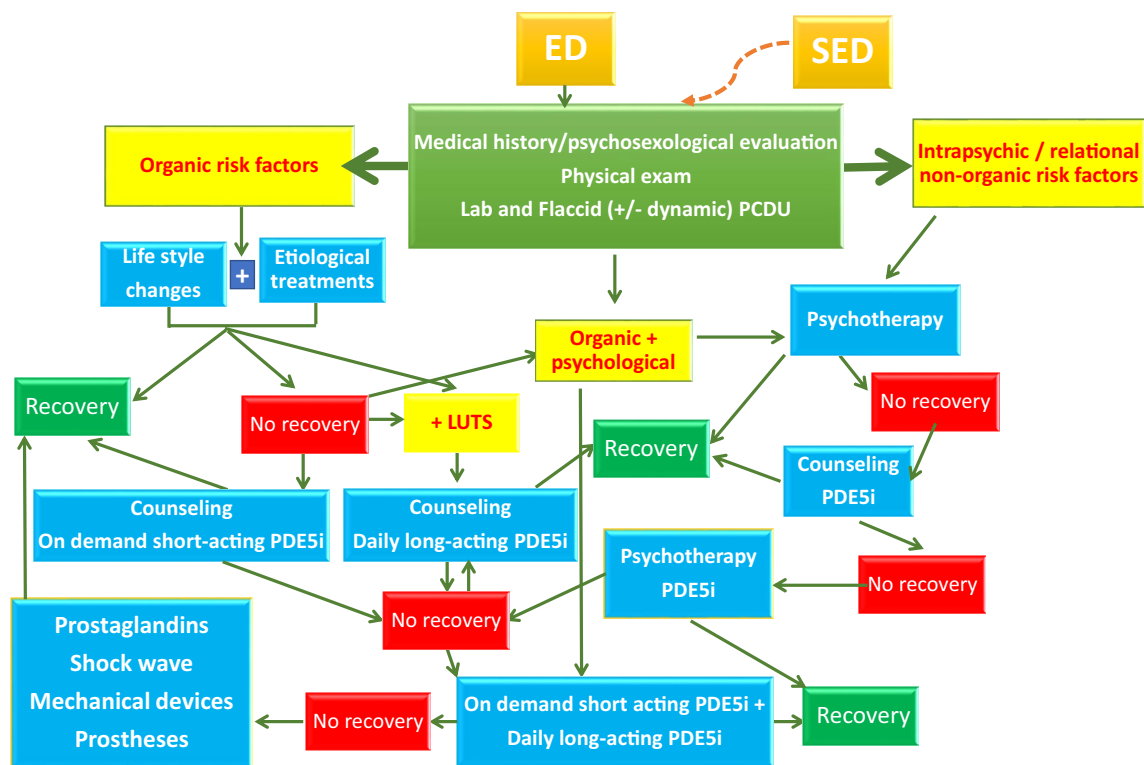 ED
SED
Medical history/psychosexological evaluation
Physical exam
Lab and Flaccid (+/- dynamic) PCDU
Organic risk factors
Intrapsychic / relational
non-organic risk factors
Life style
changes
+
Etiological
treatments
Psychotherapy
Organic +
psychological
Recovery
No recovery
+ LUTS
No recovery
Recovery
Counseling
PDE5i
Counseling
On demand short-acting PDE5i
Counseling
Daily long-acting PDE5i
Psychotherapy
PDE5i
No recovery
No recovery
Prostaglandins
Shock wave
Mechanical devices
Prostheses
No recovery
On demand short acting PDE5i +
Daily long-acting PDE5i
Recovery